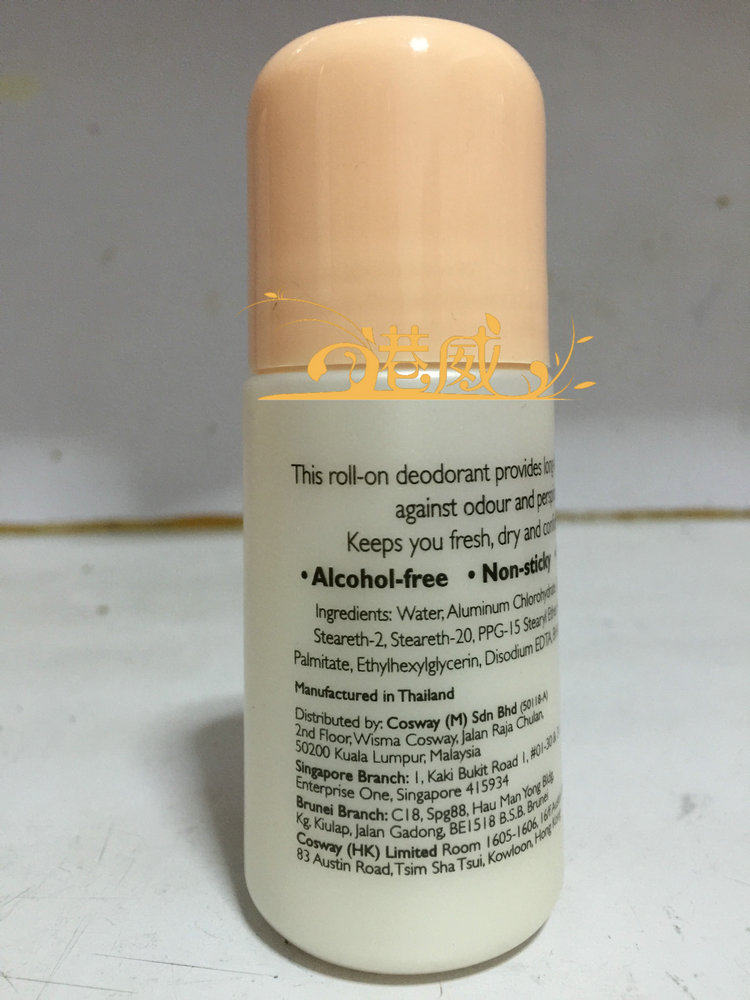 港威
This roll-on deodorant provides long
against odour and persp
Keeps you fresh, dry and conf
• Alcohol-free • Non-sticky •
Ingredients: Water, Aluminum Chlorohydrate
Steareth-2, Steareth-20, PPG-15 Stearyl Ether
Palmitate, Ethylhexylglycerin, Disodium EDTA,
Manufactured in Thailand
Distributed by: Cosway (M) Sdn Bhd (50118-A)
2nd Floor, Wisma Cosway, Jalan Raja Chulan,
50200 Kuala Lumpur, Malaysia
Singapore Branch: 1, Kaki Bukit Road 1, #01-30 &
Enterprise One, Singapore 415934
Brunei Branch: C18, Spg88, Hau Man Yong Bldg,
Kg. Kiulap, Jalan Gadong, BE1518 B.S.B. Brunei
Cosway (HK) Limited Room 1605-1606, 16/F
83 Austin Road, Tsim Sha Tsui, Kowloon, Hong Kong